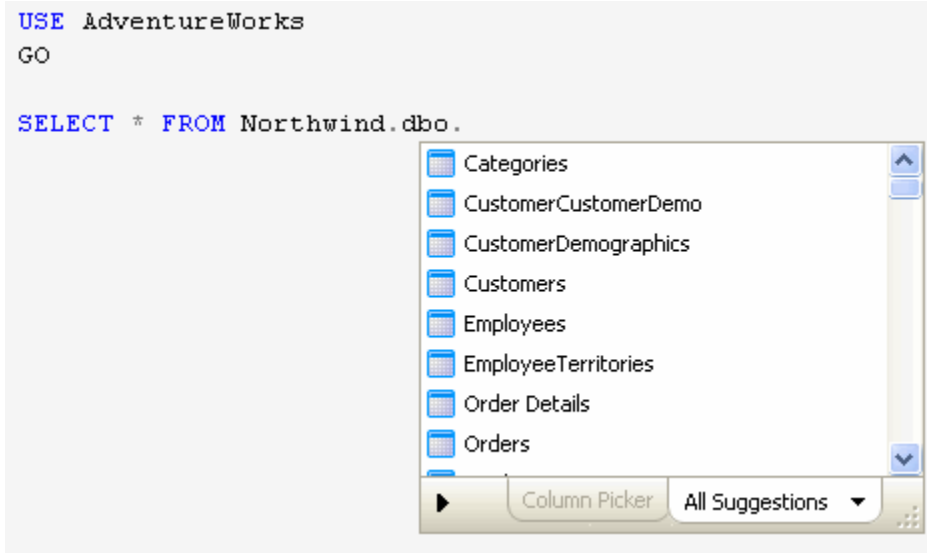 USE AdventureWorks
GO
SELECT * FROM Northwind.dbo.
Categories
CustomerCustomerDemo
CustomerDemographics
Customers
Employees
EmployeeTerritories
Order Details
Orders
Column Picker All Suggestions